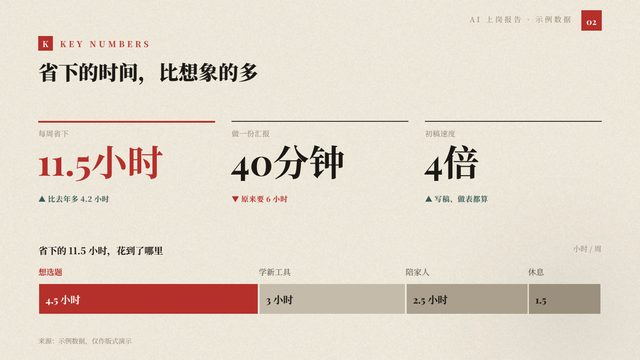 AI 上岗报告 · 示例数据
02
K KEY NUMBERS
省下的时间，比想象的多
每周省下
11.5小时
▲ 比去年多 4.2 小时
做一份汇报
40分钟
▼ 原来要 6 小时
初稿速度
4倍
▲ 写稿、做表都算
省下的 11.5 小时，花到了哪里
小时 / 周
想选题
学新工具
陪家人
休息
4.5 小时
3 小时
2.5 小时
1.5
来源：示例数据，仅作版式演示